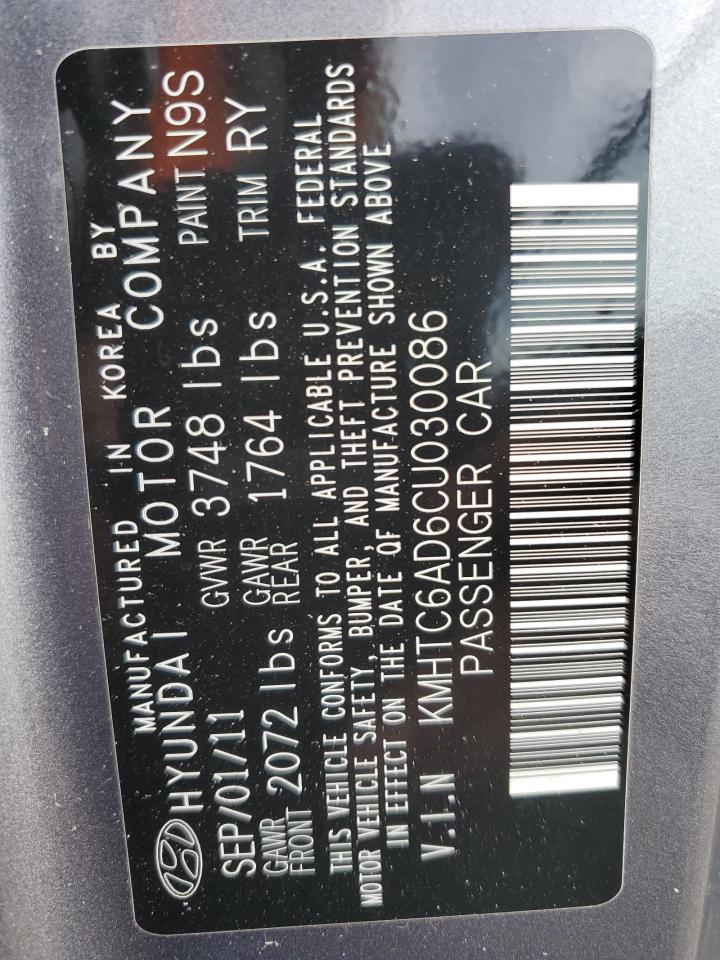 MANUFACTURED IN KOREA BY
HYUNDAI MOTOR COMPANY
SEP/01/11 GVWR 3748 lbs PAINT N9S
GAWR FRONT 2072 lbs GAWR REAR 1764 lbs TRIM RY
THIS VEHICLE CONFORMS TO ALL APPLICABLE U.S.A. FEDERAL
MOTOR VEHICLE SAFETY, BUMPER, AND THEFT PREVENTION STANDARDS
IN EFFECT ON THE DATE OF MANUFACTURE SHOWN ABOVE
V.I.N KMHTC6AD6CU030086
PASSENGER CAR